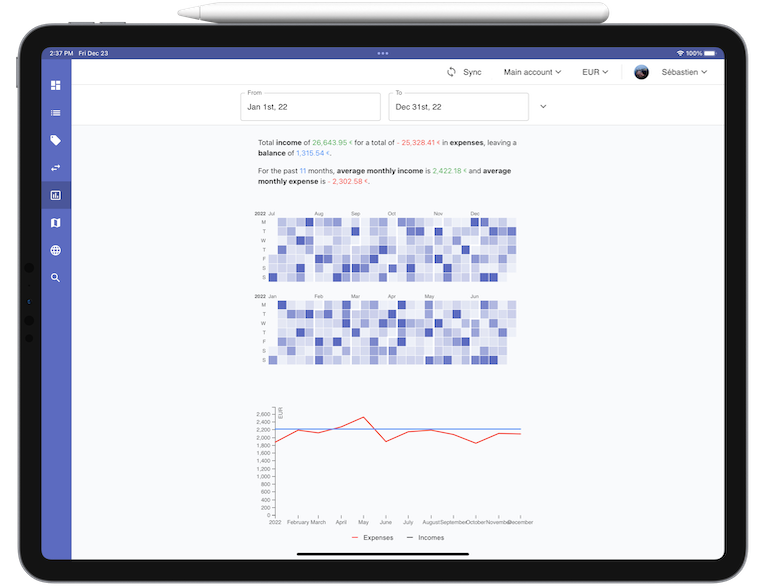 2:37 PM Fri Dec 23
100%
Sync Main account EUR Sébastien
From
Jan 1st, 22
To
Dec 31st, 22
Total income of 26,643.95 € for a total of - 25,328.41 € in expenses, leaving a
balance of 1,315.54 €.
For the past 11 months, average monthly income is 2,422.18 € and average
monthly expense is - 2,302.58 €.
2022 Jul Aug Sep Oct Nov Dec
M
T
W
T
F
S
S
2022 Jan Feb Mar Apr May Jun
M
T
W
T
F
S
S
EUR
2,600
2,400
2,200
2,000
1,800
1,600
1,400
1,200
1,000
800
600
400
200
0
2022 February March April May June July August September October November December
Expenses Incomes